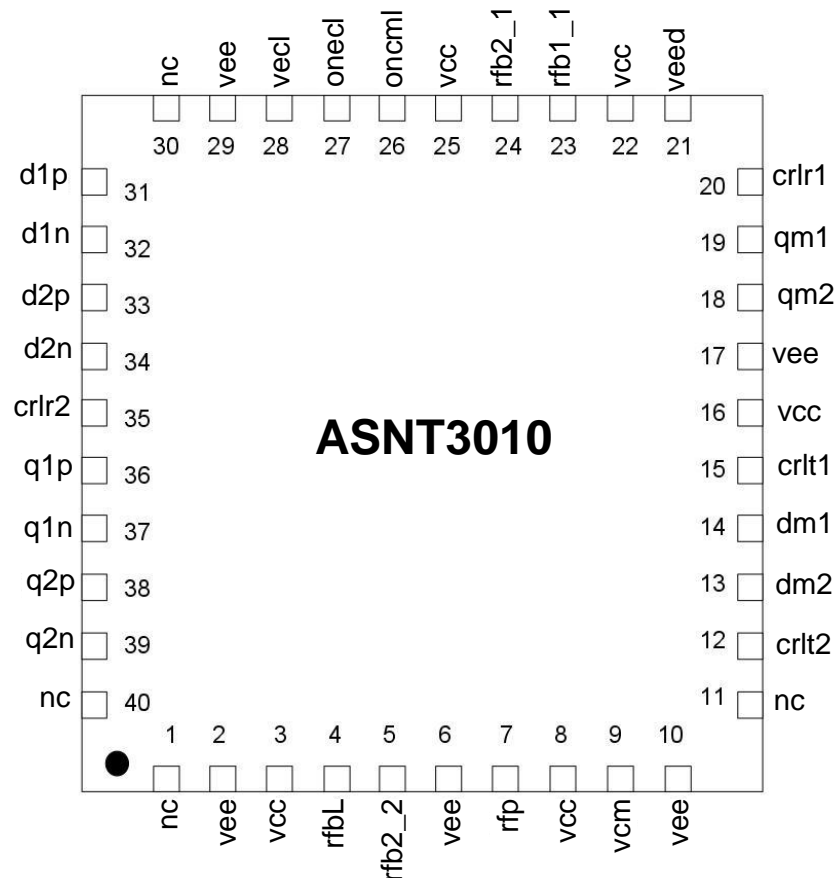 nc
vee
vecl
onecl
oncml
vcc
rfb2_1
rfb1_1
vcc
veed
30
29
28
27
26
25
24
23
22
21
d1p
31
20
crlr1
d1n
32
19
qm1
d2p
33
18
qm2
d2n
34
17
vee
crlr2
35
ASNT3010
16
vcc
q1p
36
15
crlt1
q1n
37
14
dm1
q2p
38
13
dm2
q2n
39
12
crlt2
nc
40
11
nc
1
2
3
4
5
6
7
8
9
10
nc
vee
vcc
rfbL
rfb2_2
vee
rfp
vcc
vcm
vee